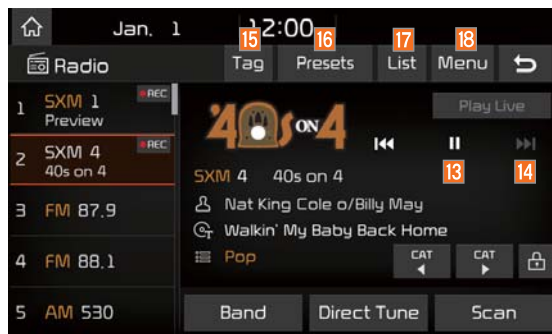 Jan. 1 12:00
15 16 17 18
Radio Tag Presets List Menu
1 SXM 1 REC
Preview
2 SXM 4 REC
40s on 4
3 FM 87.9
4 FM 88.1
5 AM 530
'40s ON 4
Play Live
13 14
SXM 4 40s on 4
Nat King Cole o/Billy May
Walkin' My Baby Back Home
Pop
CAT CAT
Band Direct Tune Scan